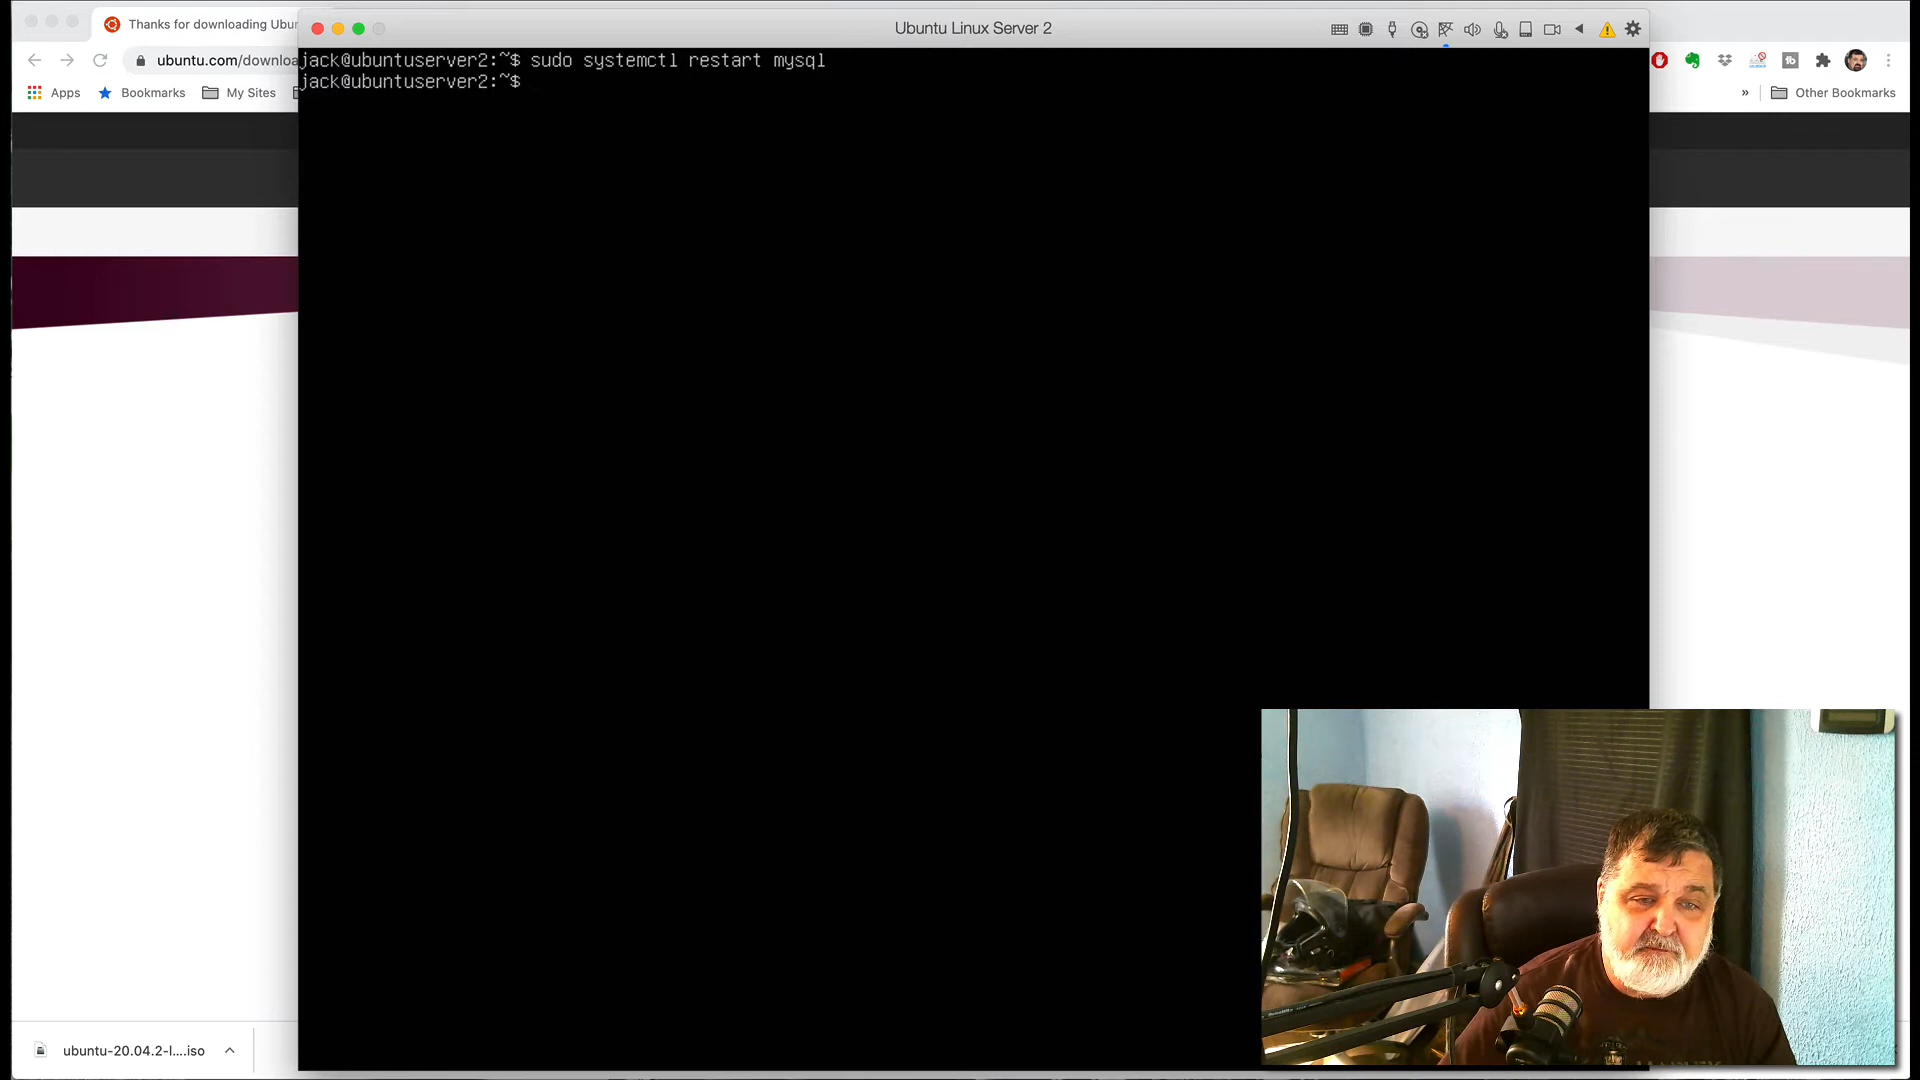 Thanks for downloading Ubu
Ubuntu Linux Server 2
ubuntu.com/downloa
Apps
Bookmarks
My Sites
»
Other Bookmarks
jack@ubuntuserver2:~$ sudo systemctl restart mysql
jack@ubuntuserver2:~$
ubuntu-20.04.2-l....iso